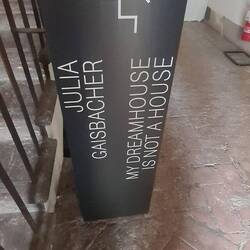 JULIA
GAISBACHER
MY DREAMHOUSE
IS NOT A HOUSE